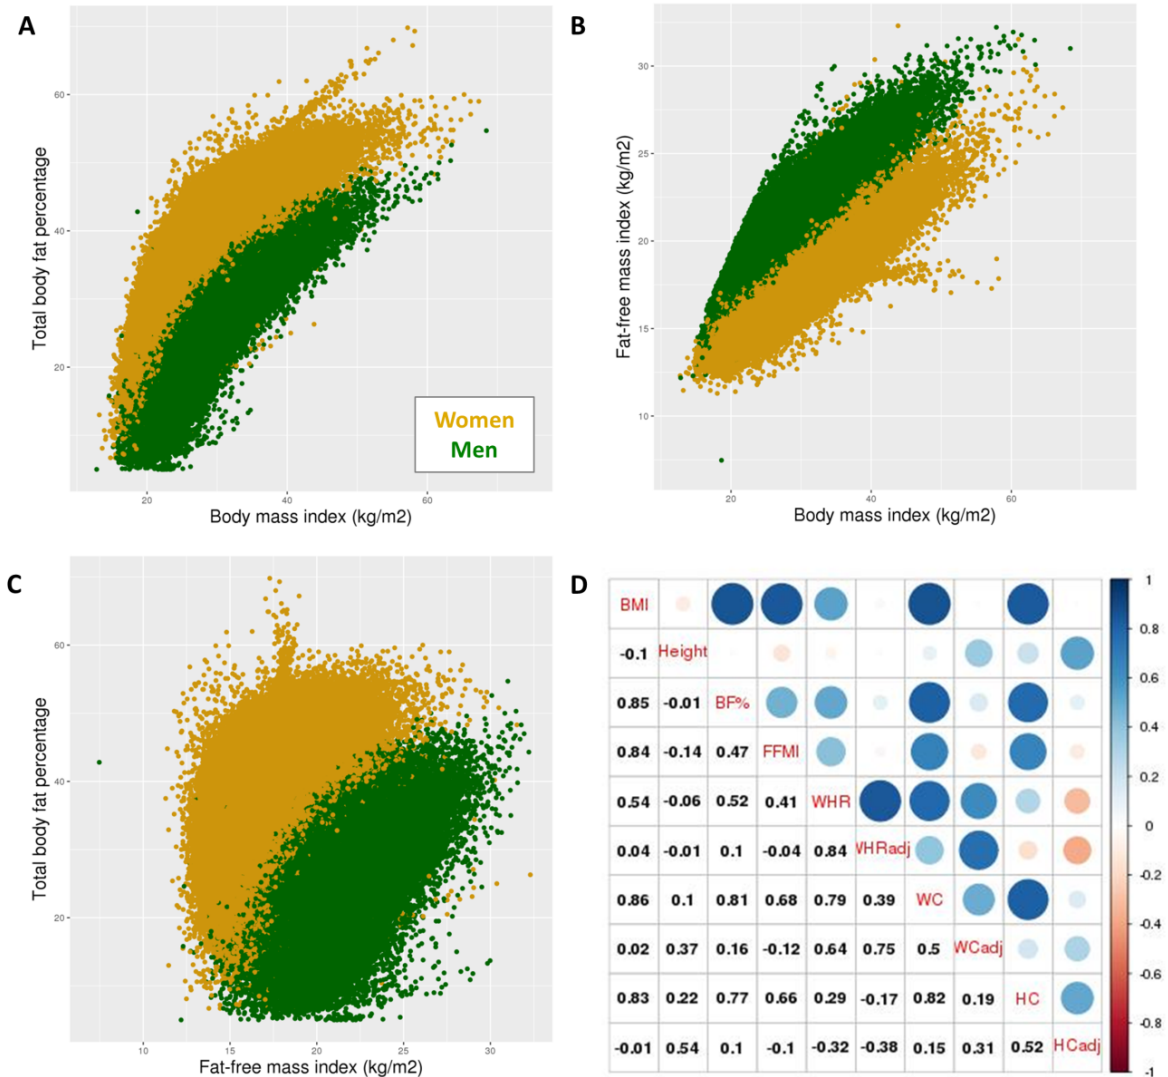 A
B
Total body fat percentage
60
40
20
20
40
60
Body mass index (kg/m2)
Women
Men
Fat-free mass index (kg/m2)
30
25
20
15
10
20
40
60
Body mass index (kg/m2)
C
D
Total body fat percentage
60
40
20
10
15
20
25
30
Fat-free mass index (kg/m2)
BMI
-0.1 Height
0.85 -0.01 BF%
0.84 -0.14 0.47 FFMI
0.54 -0.06 0.52 0.41 WHR
0.04 -0.01 0.1 -0.04 0.84 WHRadj
0.86 0.1 0.81 0.68 0.79 0.39 WC
0.02 0.37 0.16 -0.12 0.64 0.75 0.5 WCadj
0.83 0.22 0.77 0.66 0.29 -0.17 0.82 0.19 HC
-0.01 0.54 0.1 -0.1 -0.32 -0.38 0.15 0.31 0.52 HCadj
1
0.8
0.6
0.4
0.2
0
-0.2
-0.4
-0.6
-0.8
-1